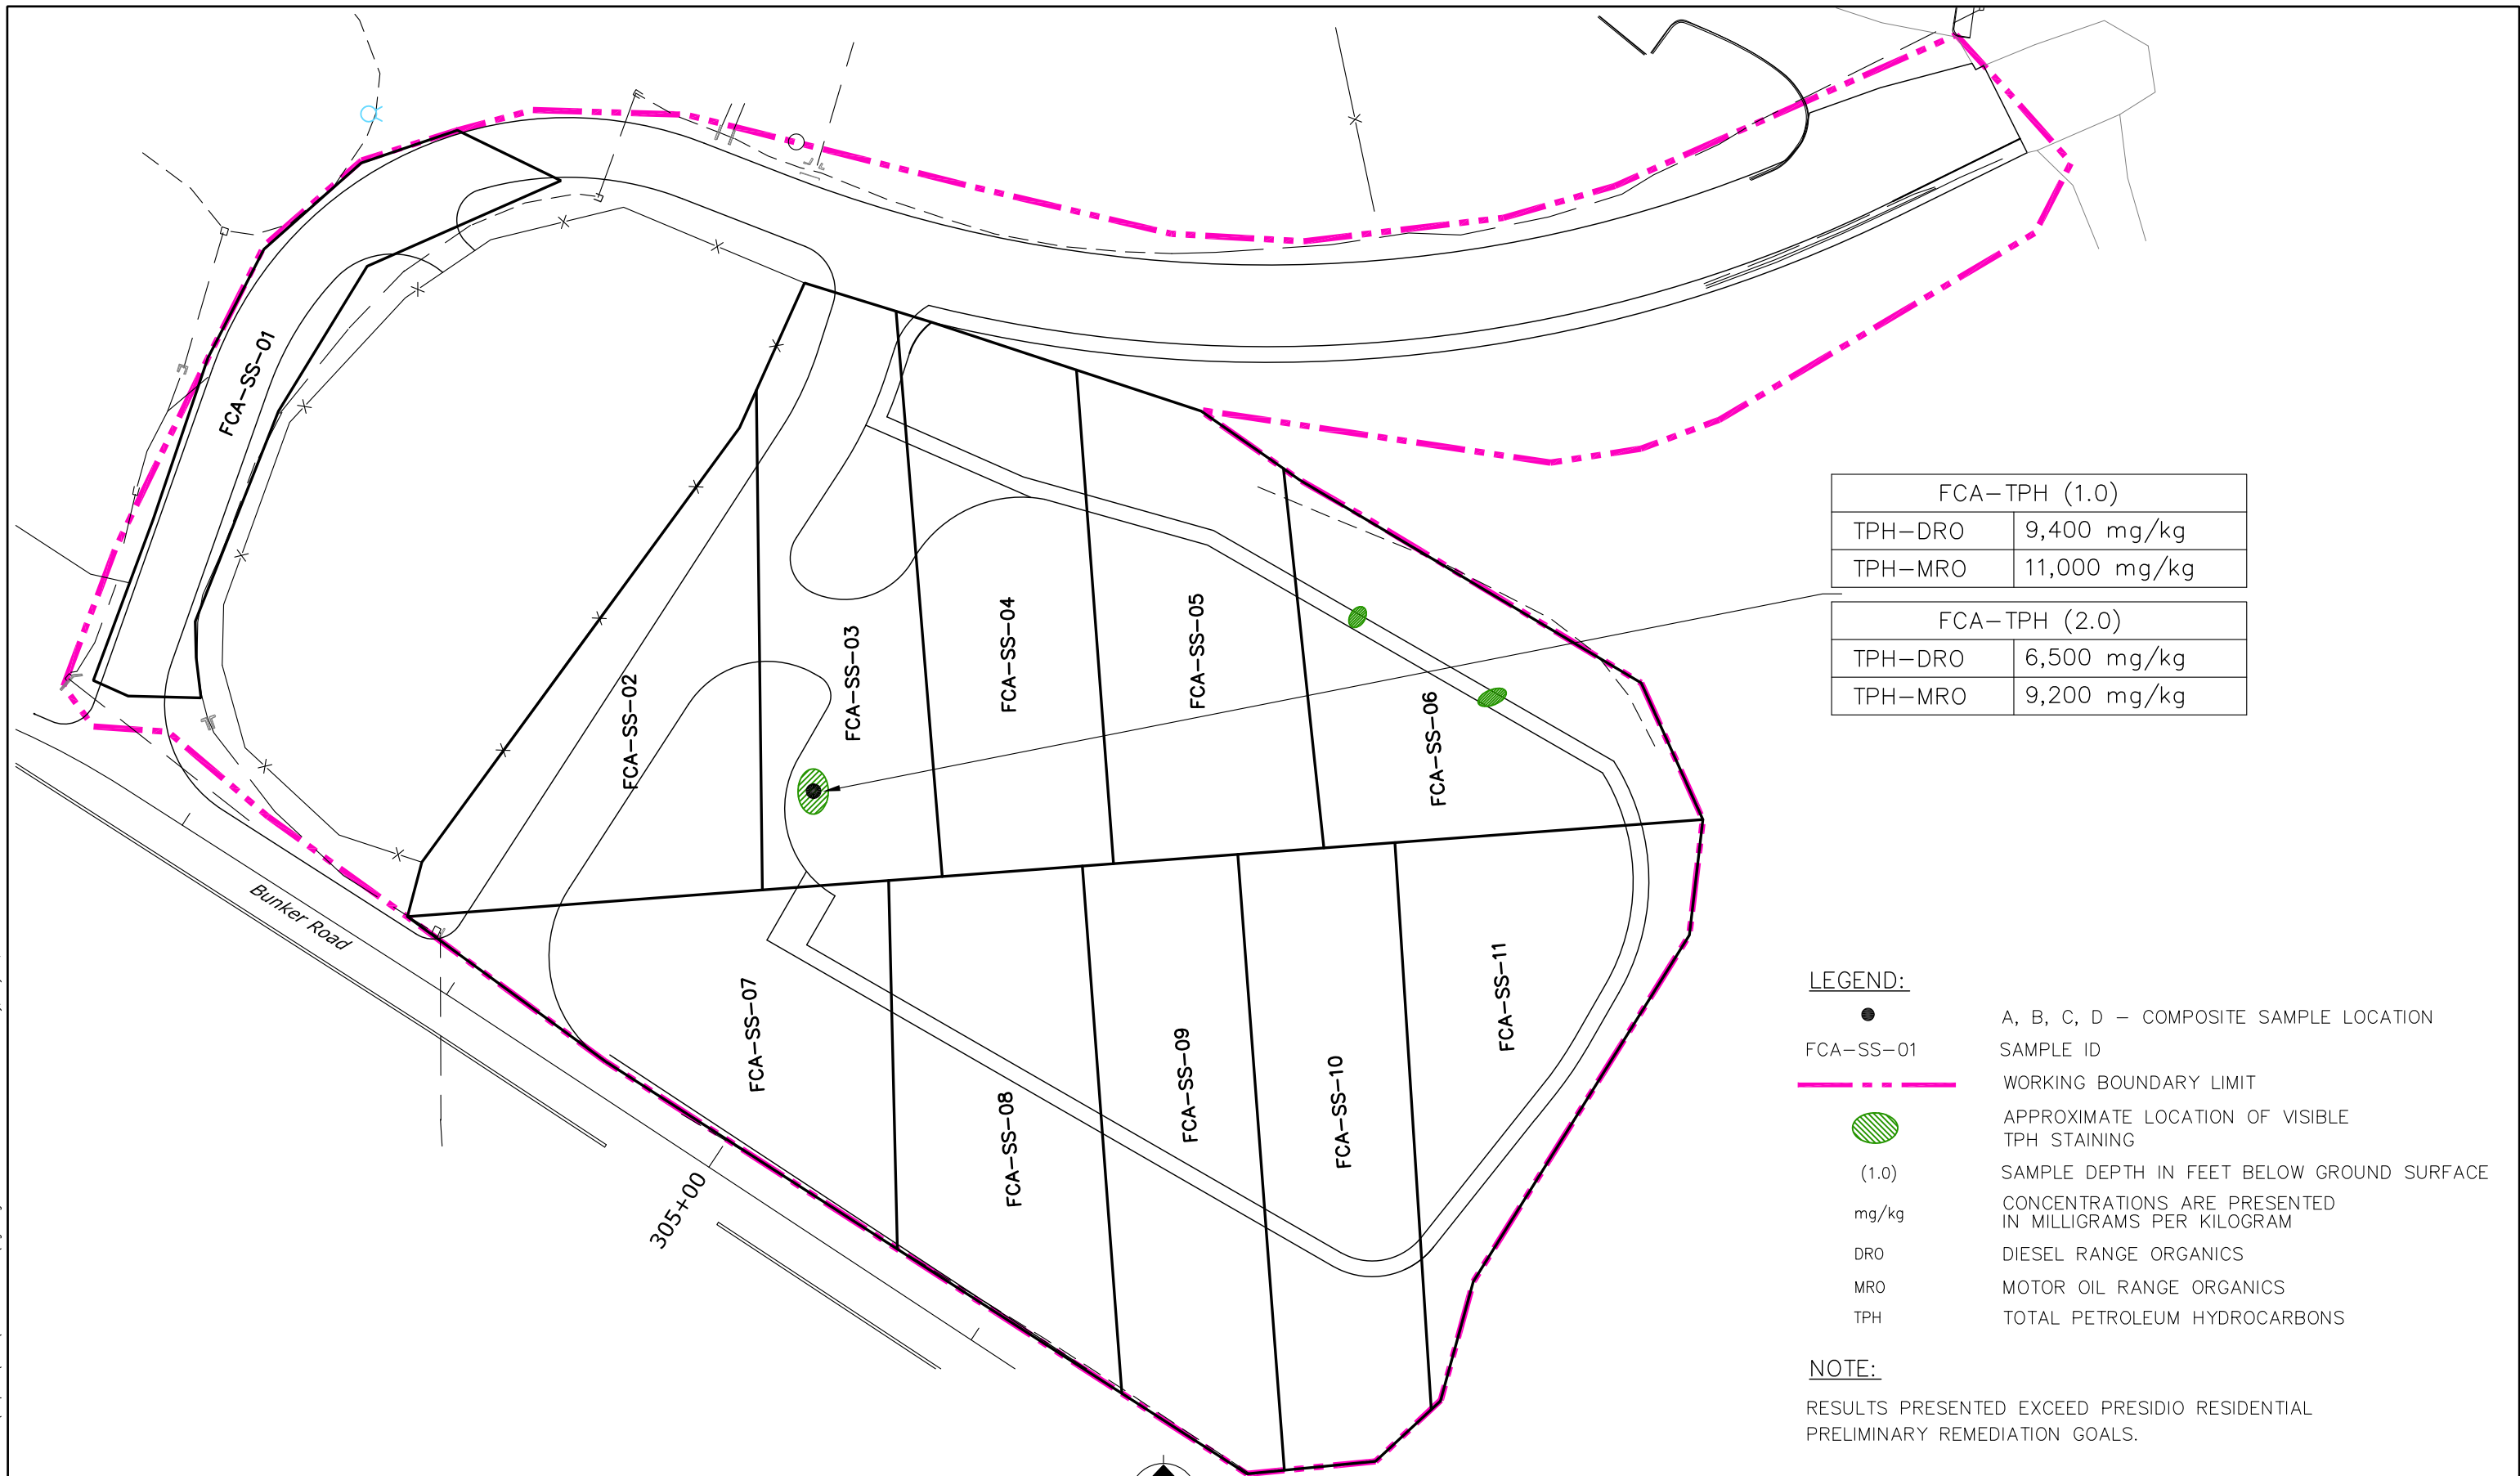 FCA-SS-01
FCA-SS-02
FCA-SS-03
FCA-SS-04
FCA-SS-05
FCA-SS-06
FCA-SS-07
FCA-SS-08
FCA-SS-09
FCA-SS-10
FCA-SS-11
Bunker Road
305+00
FCA-TPH (1.0)
TPH-DRO 9,400 mg/kg
TPH-MRO 11,000 mg/kg
FCA-TPH (2.0)
TPH-DRO 6,500 mg/kg
TPH-MRO 9,200 mg/kg
LEGEND:
A, B, C, D - COMPOSITE SAMPLE LOCATION
FCA-SS-01 SAMPLE ID
WORKING BOUNDARY LIMIT
APPROXIMATE LOCATION OF VISIBLE
TPH STAINING
(1.0) SAMPLE DEPTH IN FEET BELOW GROUND SURFACE
mg/kg CONCENTRATIONS ARE PRESENTED
IN MILLIGRAMS PER KILOGRAM
DRO DIESEL RANGE ORGANICS
MRO MOTOR OIL RANGE ORGANICS
TPH TOTAL PETROLEUM HYDROCARBONS
NOTE:
RESULTS PRESENTED EXCEED PRESIDIO RESIDENTIAL
PRELIMINARY REMEDIATION GOALS.